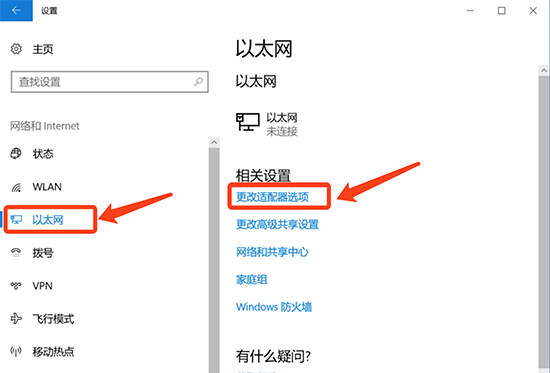 设置
主页
查找设置
网络和 Internet
状态
WLAN
以太网
拨号
VPN
飞行模式
移动热点
以太网
以太网
以太网
未连接
相关设置
更改适配器选项
更改高级共享设置
网络和共享中心
家庭组
Windows 防火墙
有什么疑问?